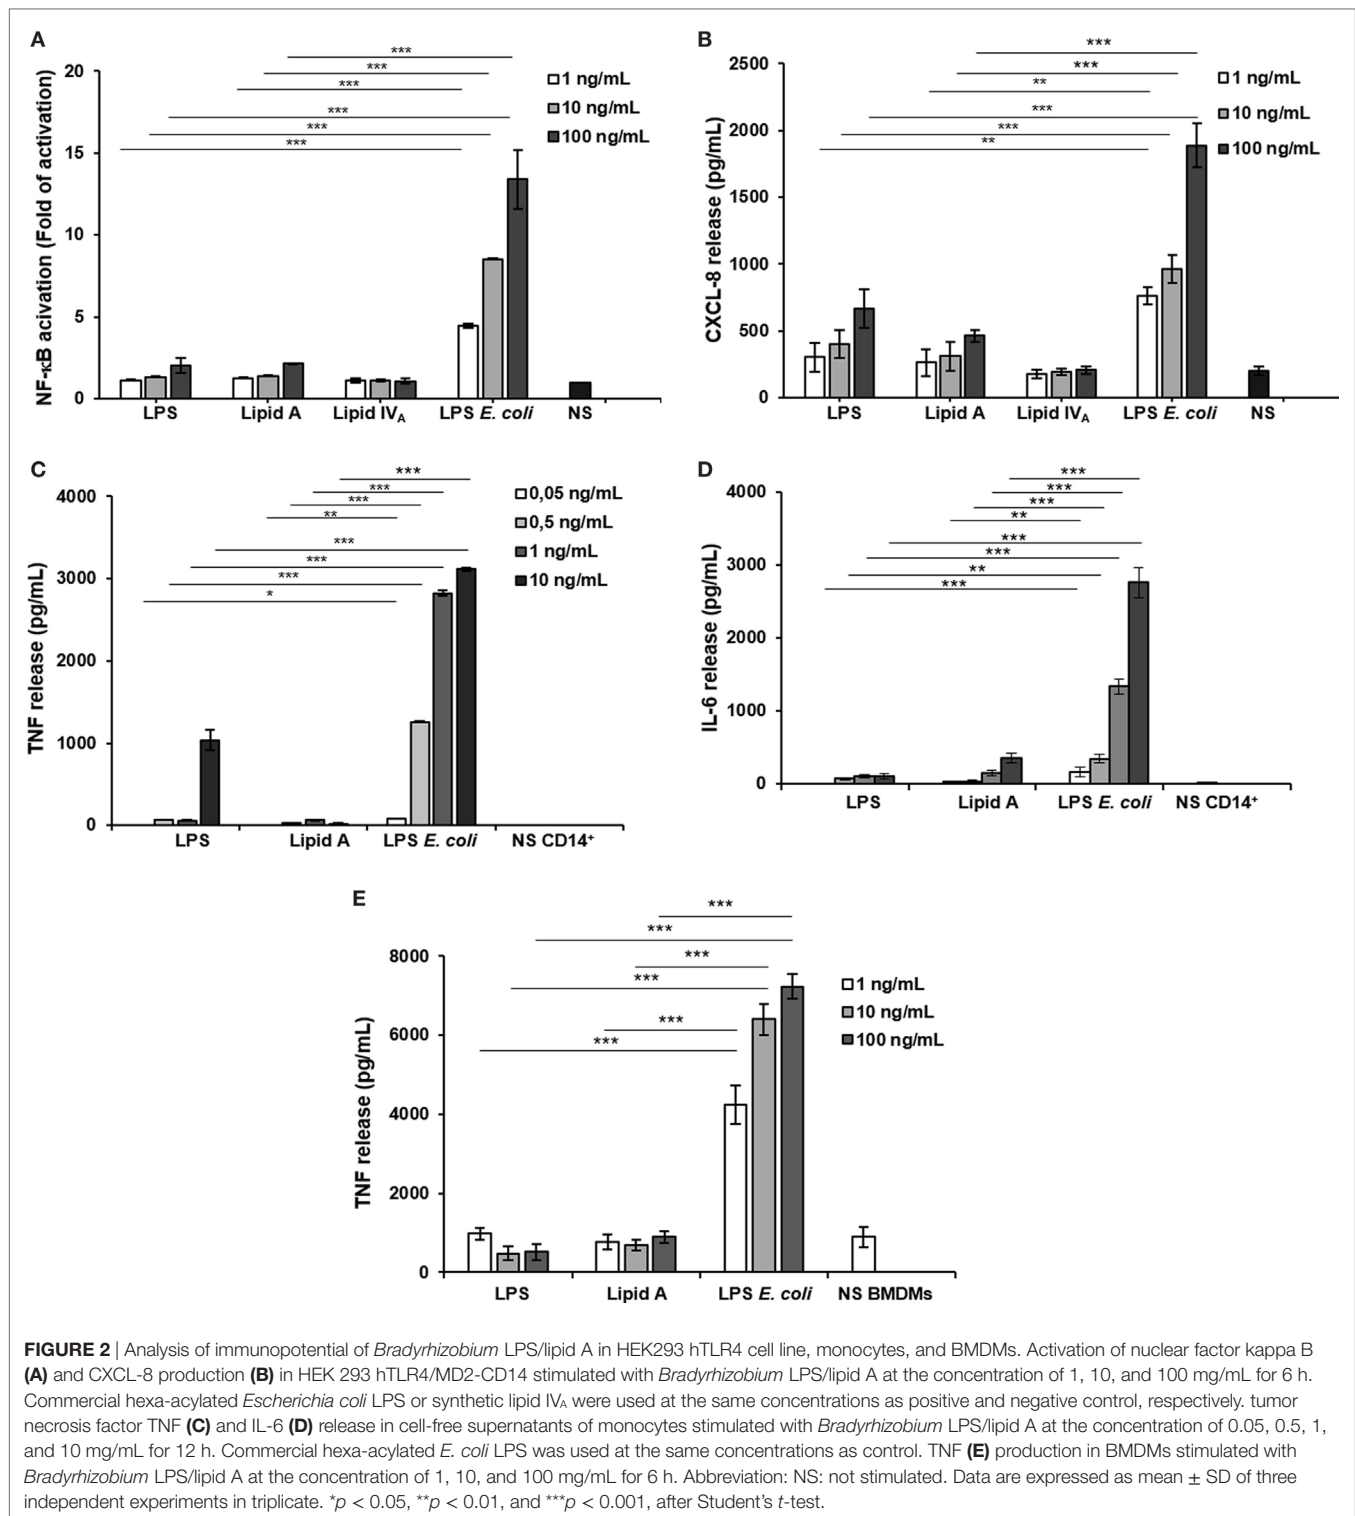 A
***
***
***
***
***
***
20
15
10
5
0
NF-κB acivation (Fold of activation)
1 ng/mL
10 ng/mL
100 ng/mL
LPS Lipid A Lipid IVA LPS E. coli NS
B
***
***
**
***
***
**
2500
2000
1500
1000
500
0
CXCL-8 release (pg/mL)
1 ng/mL
10 ng/mL
100 ng/mL
LPS Lipid A Lipid IVA LPS E. coli NS
C
***
***
***
**
***
***
***
*
4000
3000
2000
1000
0
TNF release (pg/mL)
0,05 ng/mL
0,5 ng/mL
1 ng/mL
10 ng/mL
LPS Lipid A LPS E. coli NS CD14+
D
***
***
***
**
***
***
**
***
4000
3000
2000
1000
0
IL-6 release (pg/mL)
LPS Lipid A LPS E. coli NS CD14+
E
***
***
***
***
***
***
8000
6000
4000
2000
0
TNF release (pg/mL)
1 ng/mL
10 ng/mL
100 ng/mL
LPS Lipid A LPS E. coli NS BMDMs
FIGURE 2 | Analysis of immunopotential of Bradyrhizobium LPS/lipid A in HEK293 hTLR4 cell line, monocytes, and BMDMs. Activation of nuclear factor kappa B
(A) and CXCL-8 production (B) in HEK 293 hTLR4/MD2-CD14 stimulated with Bradyrhizobium LPS/lipid A at the concentration of 1, 10, and 100 mg/mL for 6 h.
Commercial hexa-acylated Escherichia coli LPS or synthetic lipid IVA were used at the same concentrations as positive and negative control, respectively. tumor
necrosis factor TNF (C) and IL-6 (D) release in cell-free supernatants of monocytes stimulated with Bradyrhizobium LPS/lipid A at the concentration of 0.05, 0.5, 1,
and 10 mg/mL for 12 h. Commercial hexa-acylated E. coli LPS was used at the same concentrations as control. TNF (E) production in BMDMs stimulated with
Bradyrhizobium LPS/lipid A at the concentration of 1, 10, and 100 mg/mL for 6 h. Abbreviation: NS: not stimulated. Data are expressed as mean ± SD of three
independent experiments in triplicate. *p < 0.05, **p < 0.01, and ***p < 0.001, after Student's t-test.